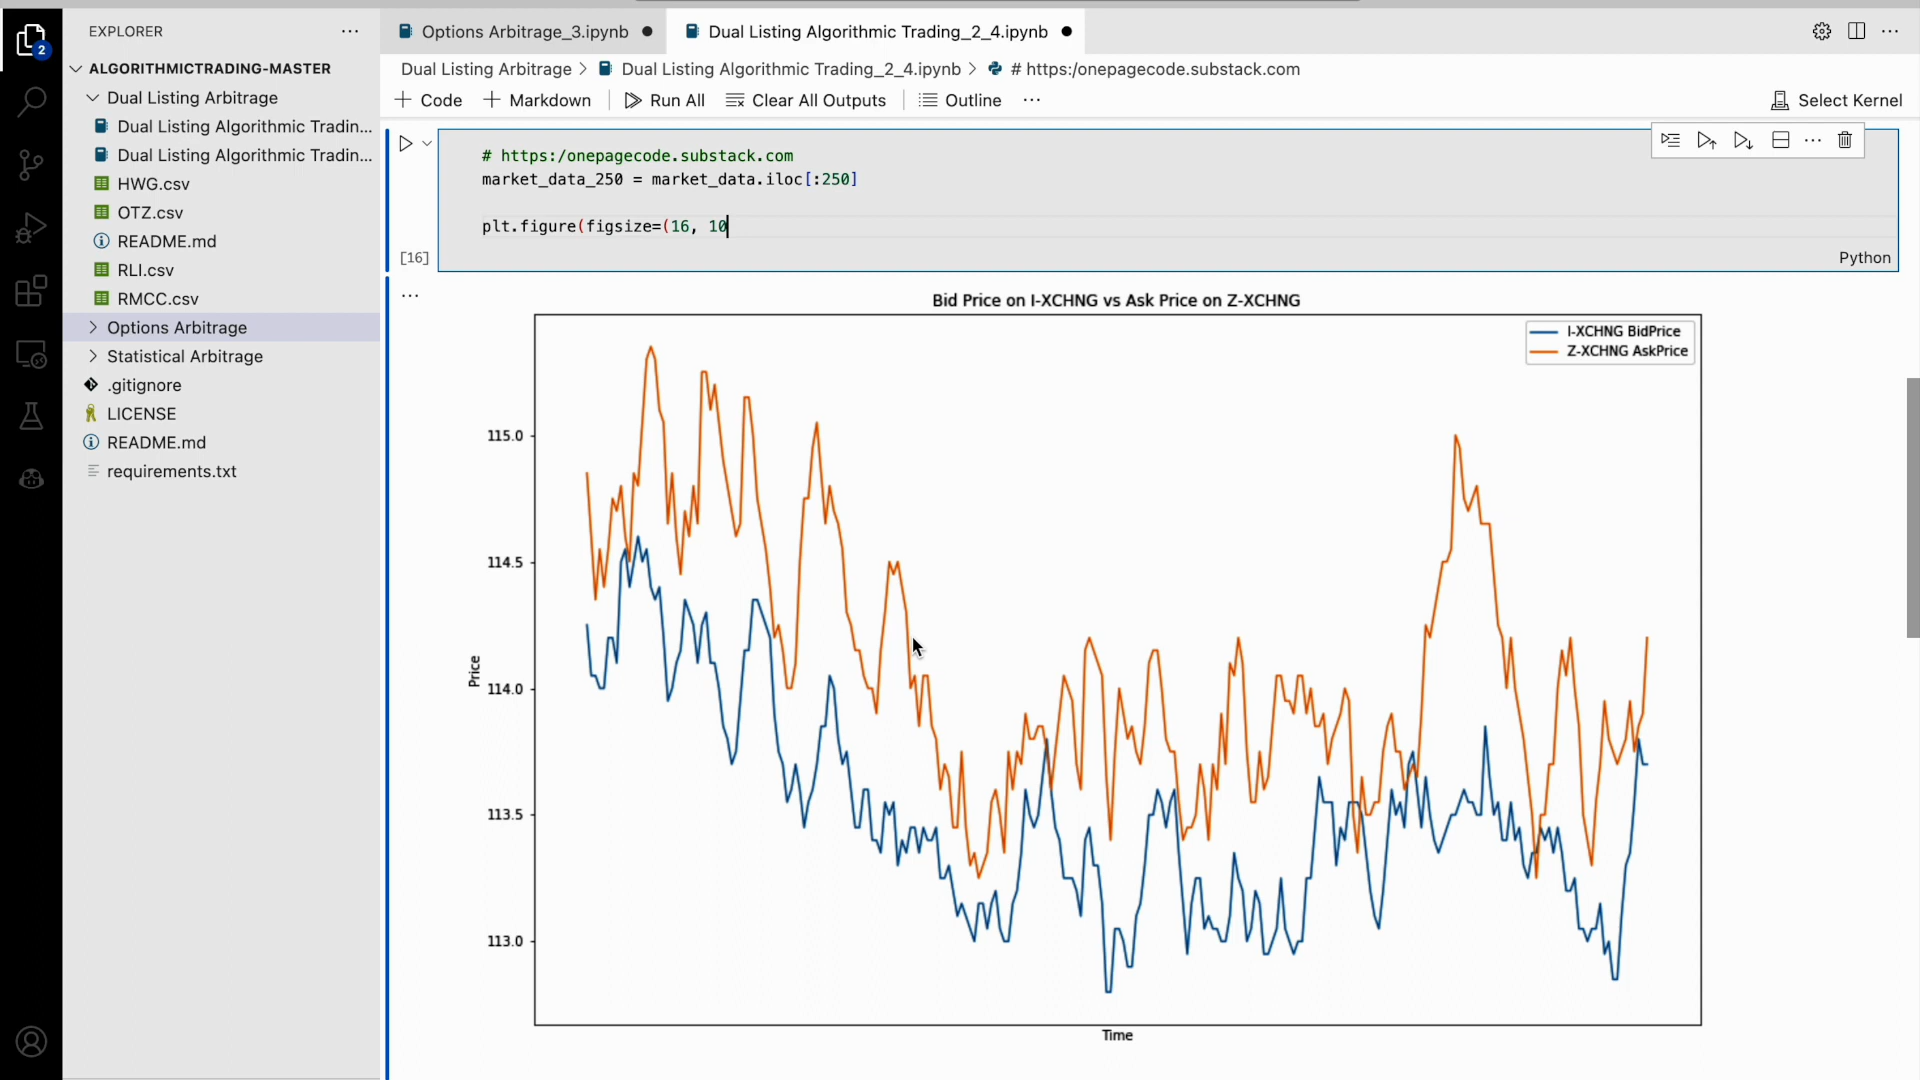 EXPLORER
2
ALGORITHMICTRADING-MASTER
Dual Listing Arbitrage
Dual Listing Algorithmic Tradin...
Dual Listing Algorithmic Tradin...
HWG.csv
OTZ.csv
README.md
RLI.csv
RMCC.csv
Options Arbitrage
Statistical Arbitrage
.gitignore
LICENSE
README.md
requirements.txt
Options Arbitrage_3.ipynb
Dual Listing Algorithmic Trading_2_4.ipynb
Dual Listing Arbitrage > Dual Listing Algorithmic Trading_2_4.ipynb > # https:/onepagecode.substack.com
+ Code + Markdown Run All Clear All Outputs Outline ... Select Kernel
# https:/onepagecode.substack.com
market_data_250 = market_data.iloc[:250]
plt.figure(figsize=(16, 10
[16] Python
Bid Price on I-XCHNG vs Ask Price on Z-XCHNG
I-XCHNG BidPrice
Z-XCHNG AskPrice
115.0
114.5
114.0
113.5
113.0
Price
Time